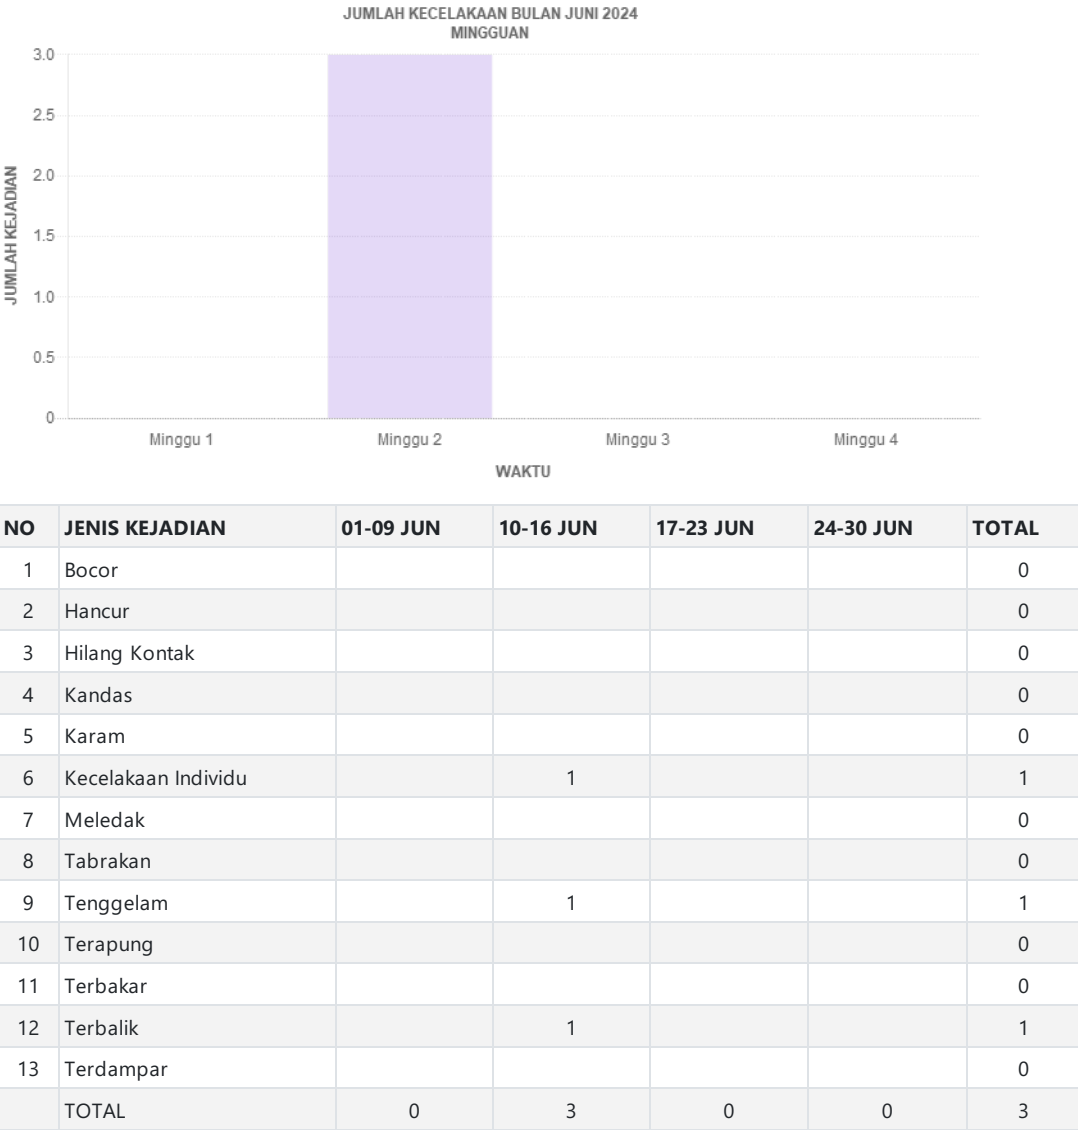 JUMLAH KECELAKAAN BULAN JUNI 2024
MINGGUAN
JUMLAH KEJADIAN
3.0
2.5
2.0
1.5
1.0
0.5
0
Minggu 1 Minggu 2 Minggu 3 Minggu 4
WAKTU
NO JENIS KEJADIAN 01-09 JUN 10-16 JUN 17-23 JUN 24-30 JUN TOTAL
1 Bocor 0
2 Hancur 0
3 Hilang Kontak 0
4 Kandas 0
5 Karam 0
6 Kecelakaan Individu 1 1
7 Meledak 0
8 Tabrakan 0
9 Tenggelam 1 1
10 Terapung 0
11 Terbakar 0
12 Terbalik 1 1
13 Terdampar 0
TOTAL 0 3 0 0 3